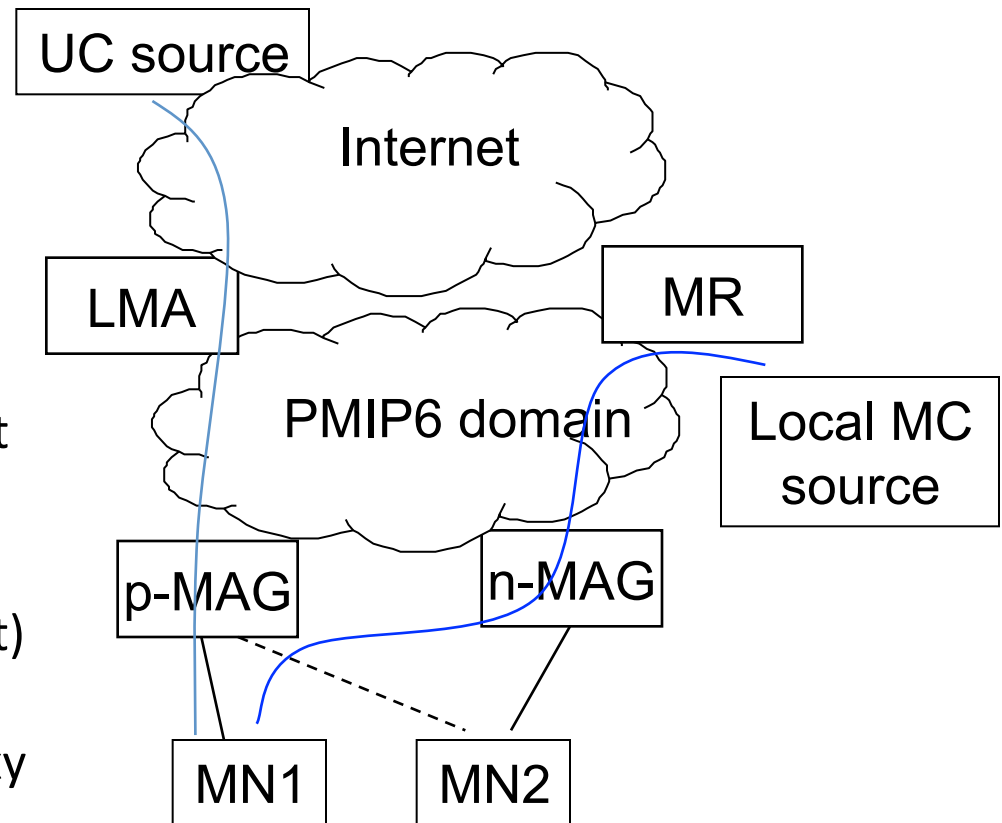 UC source
Internet
LMA
MR
PMIP6 domain
Local MC
source
t
p-MAG
n-MAG
t)
MN1
MN2